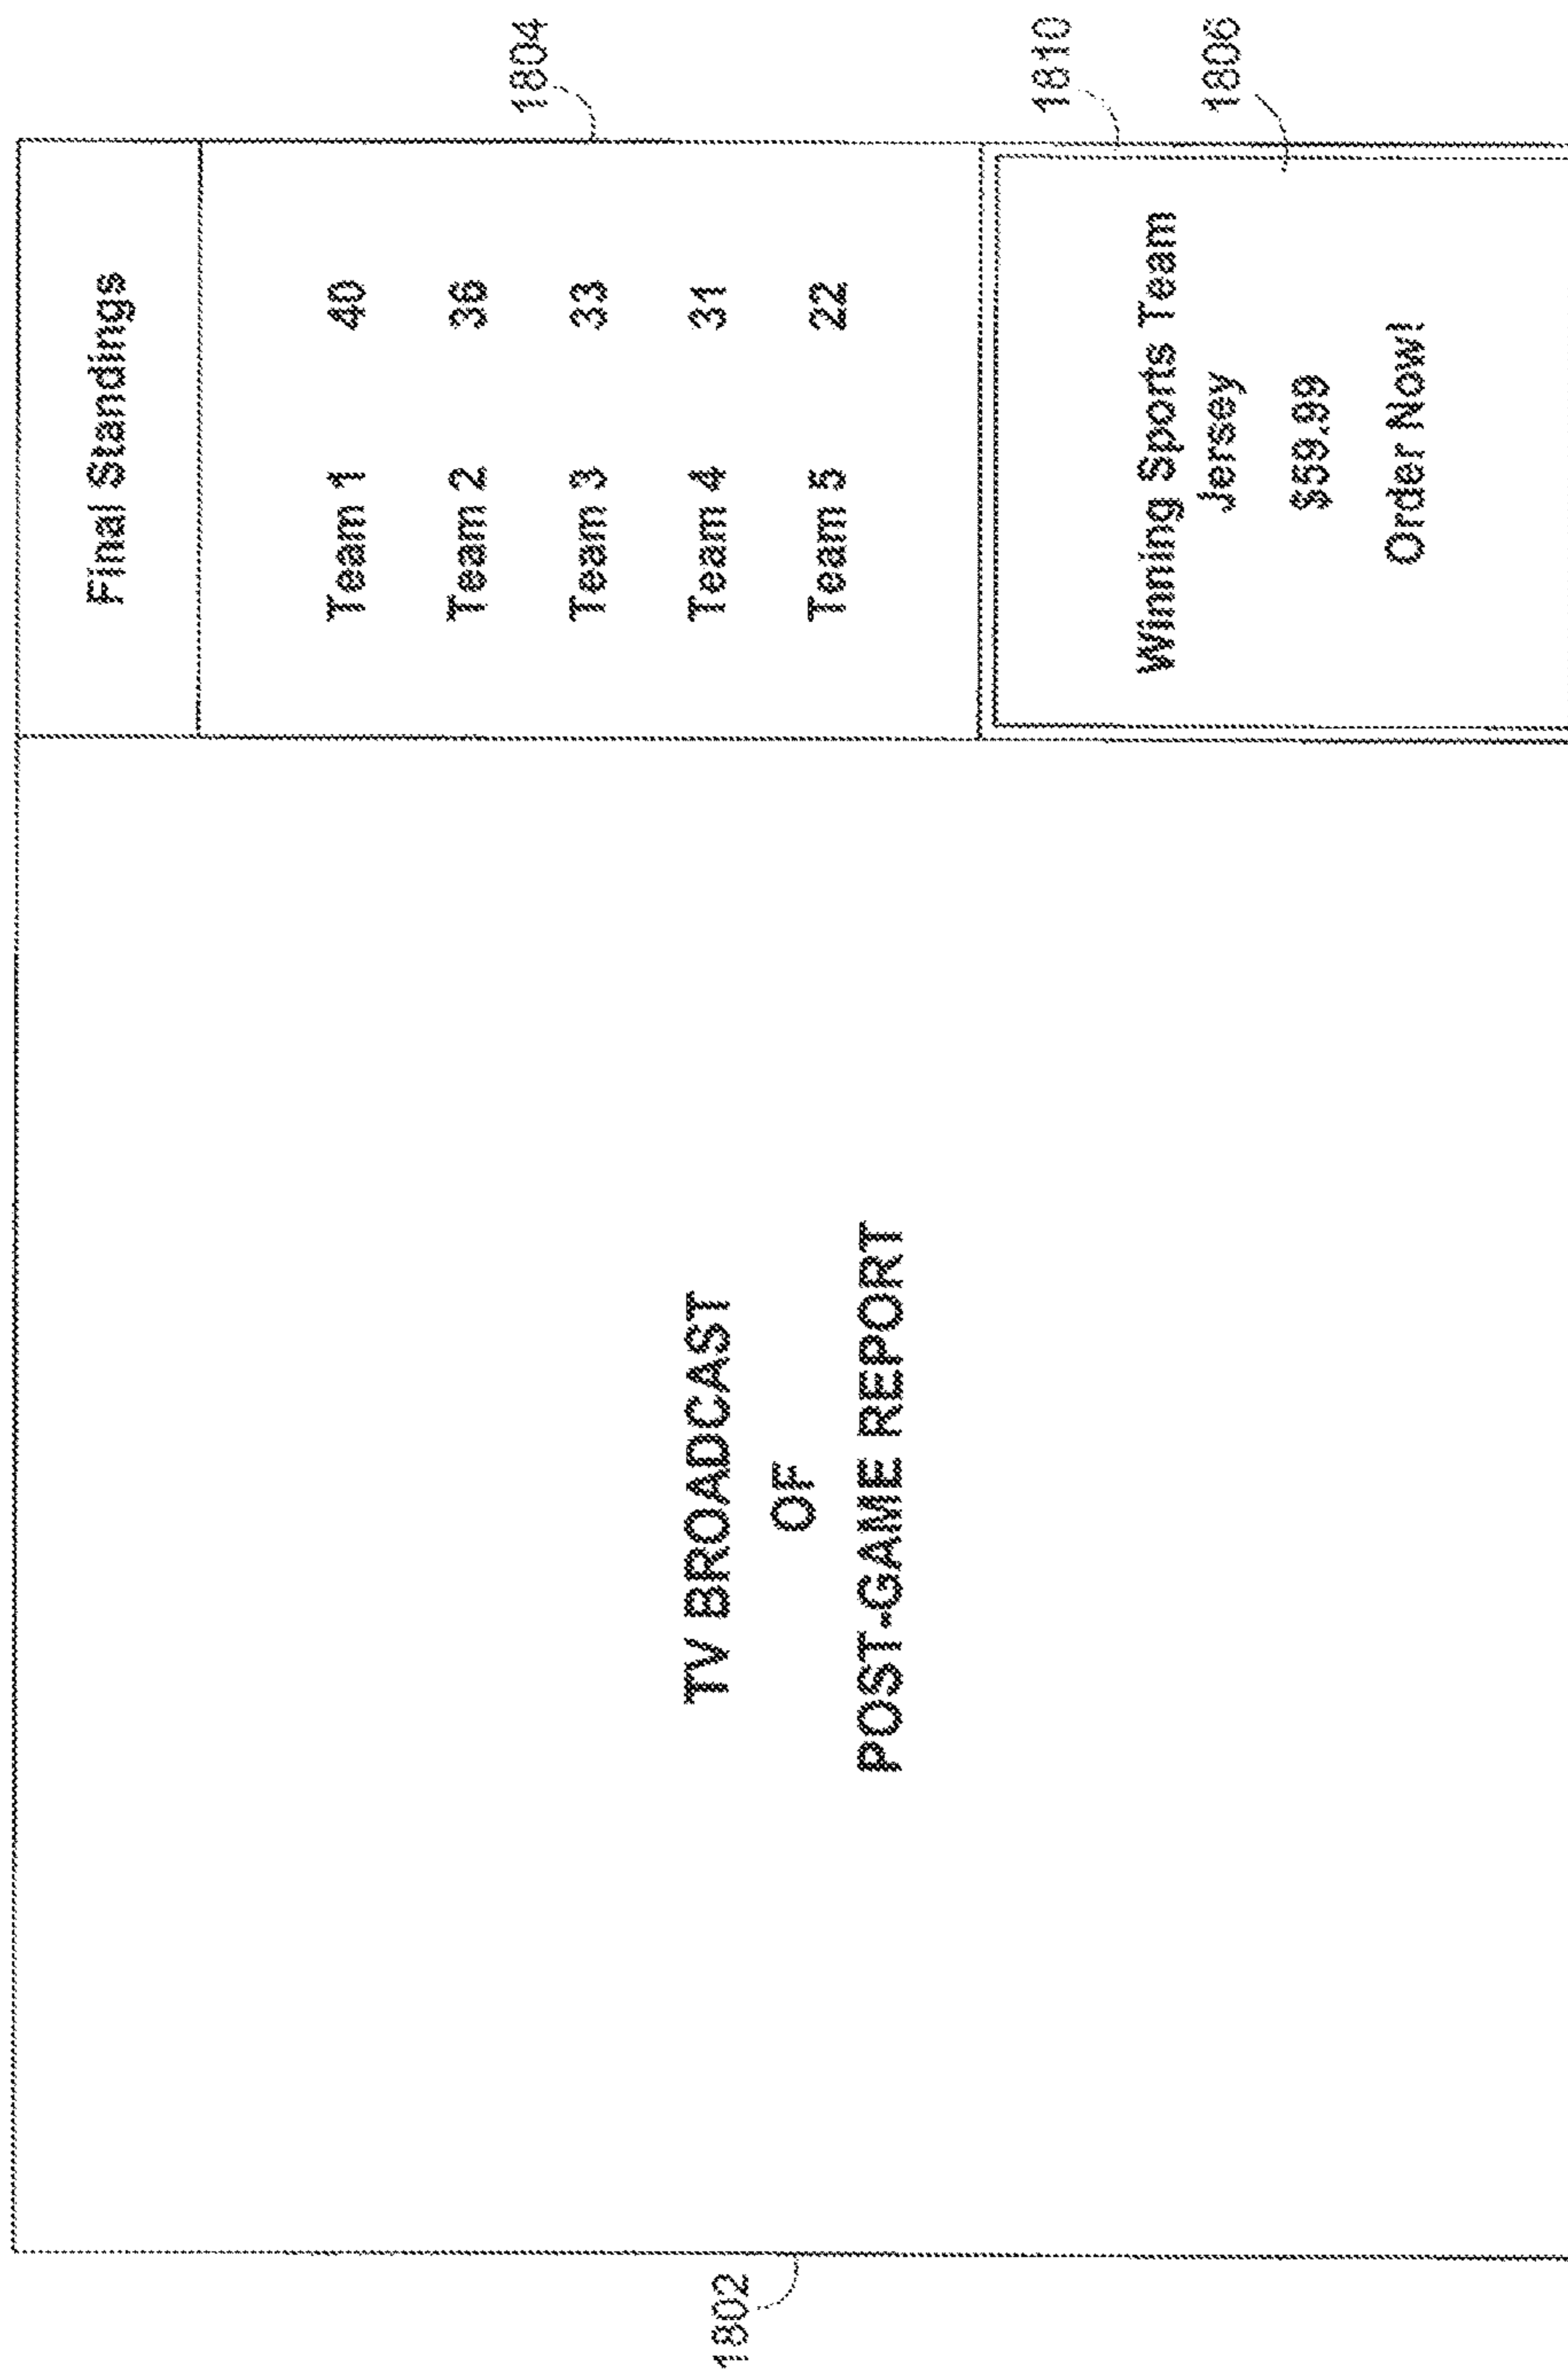 1802
TV BROADCAST
OF
POST-GAME REPORT
Final Standings
Team 1 40
Team 2 36
Team 3 33
Team 4 31
Team 5 22
1804
Winning Sports Team
Jersey
$59.99
Order Now!
1810
1806